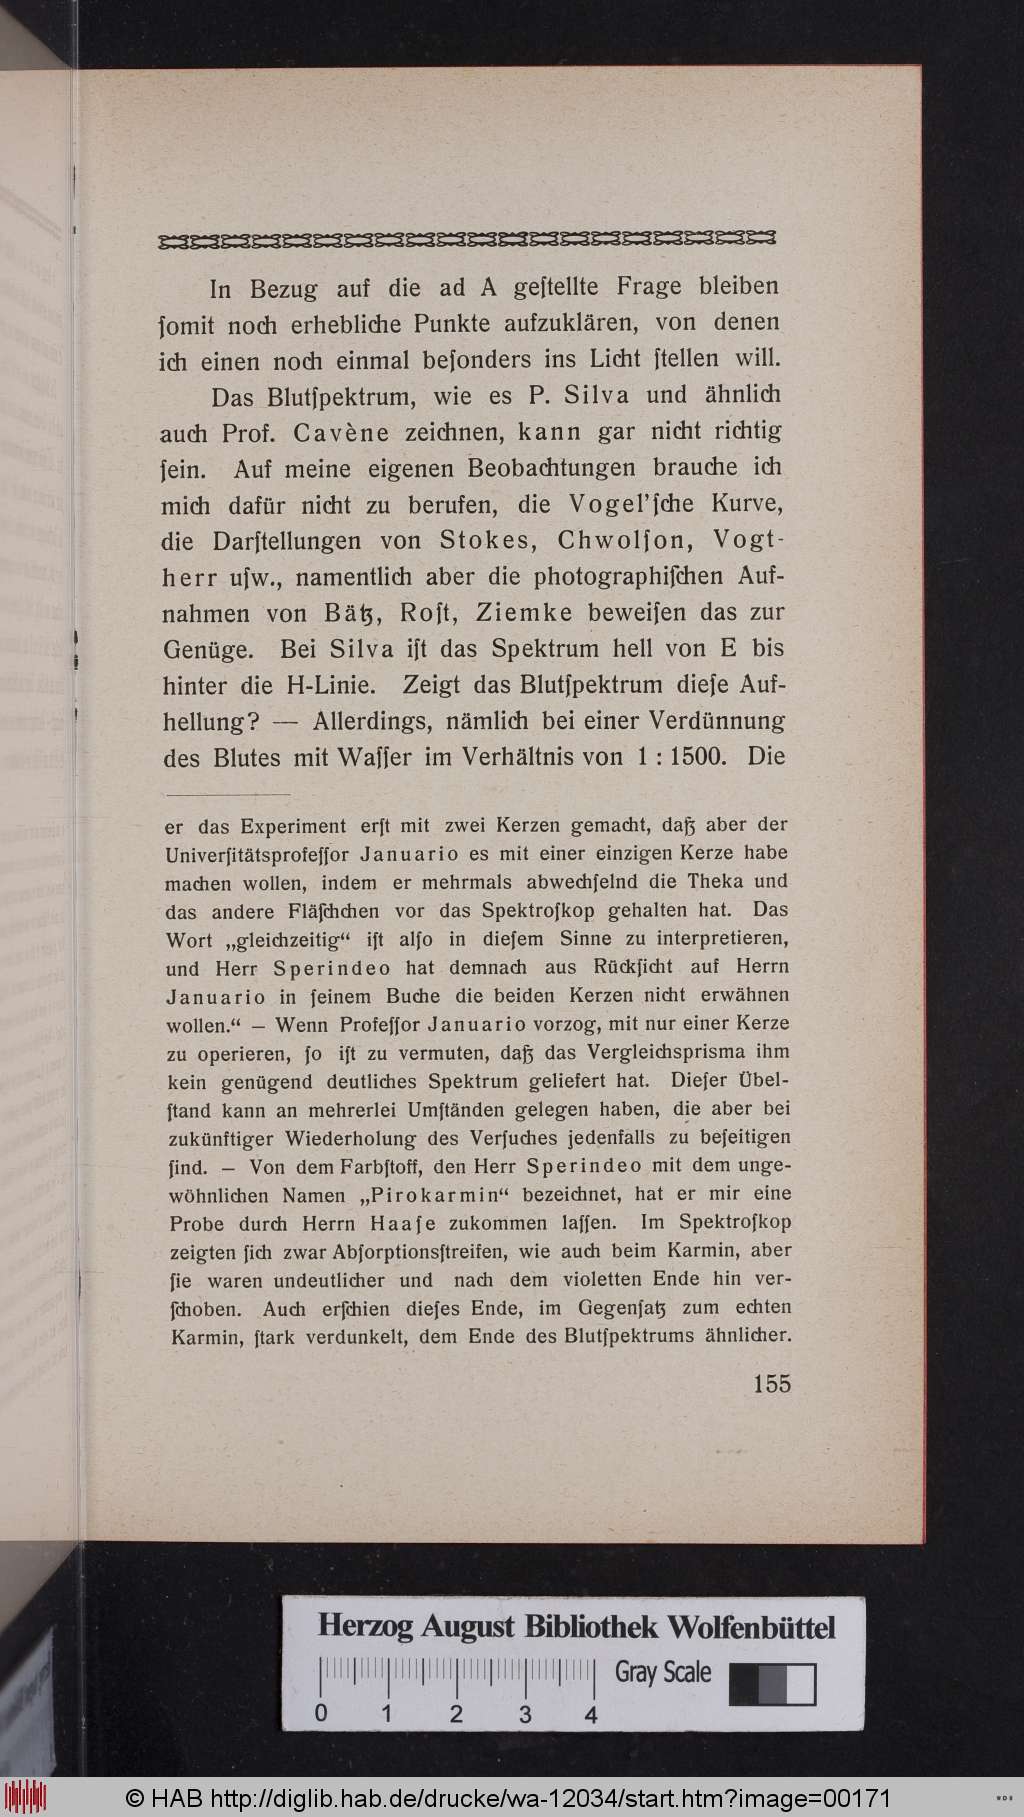 In Bezug auf die ad A geſtellte Frage bleiben
ſomit noch erhebliche Punkte aufzuklären, von denen
ich einen noch einmal beſonders ins Licht ſtellen will.
Das Blutſpektrum, wie es P. Silva und ähnlich
auch Prof. Cavène zeichnen, kann gar nicht richtig
ſein. Auf meine eigenen Beobachtungen brauche ich
mich dafür nicht zu berufen, die Vogel'ſche Kurve,
die Darſtellungen von Stokes, Chwolſon, Vogt-
herr uſw., namentlich aber die photographiſchen Auf-
nahmen von Bätz, Roſt, Ziemke beweiſen das zur
Genüge. Bei Silva iſt das Spektrum hell von E bis
hinter die H-Linie. Zeigt das Blutſpektrum dieſe Auf-
hellung? — Allerdings, nämlich bei einer Verdünnung
des Blutes mit Waſſer im Verhältnis von 1 : 1500. Die
er das Experiment erſt mit zwei Kerzen gemacht, daß aber der
Univerſitätsprofeſſor Januario es mit einer einzigen Kerze habe
machen wollen, indem er mehrmals abwechſelnd die Theka und
das andere Fläſchchen vor das Spektroſkop gehalten hat. Das
Wort „gleichzeitig“ iſt alſo in dieſem Sinne zu interpretieren,
und Herr Sperindeo hat demnach aus Rückſicht auf Herrn
Januario in ſeinem Buche die beiden Kerzen nicht erwähnen
wollen.“ — Wenn Profeſſor Januario vorzog, mit nur einer Kerze
zu operieren, ſo iſt zu vermuten, daß das Vergleichsprisma ihm
kein genügend deutliches Spektrum geliefert hat. Dieſer Übel-
ſtand kann an mehrerlei Umſtänden gelegen haben, die aber bei
zukünftiger Wiederholung des Verſuches jedenfalls zu beſeitigen
ſind. — Von dem Farbſtoff, den Herr Sperindeo mit dem unge-
wöhnlichen Namen „Pirokarmin“ bezeichnet, hat er mir eine
Probe durch Herrn Haaſe zukommen laſſen. Im Spektroſkop
zeigten ſich zwar Abſorptionsſtreifen, wie auch beim Karmin, aber
ſie waren undeutlicher und nach dem violetten Ende hin ver-
ſchoben. Auch erſchien dieſes Ende, im Gegenſatz zum echten
Karmin, ſtark verdunkelt, dem Ende des Blutſpektrums ähnlicher.
155
Herzog August Bibliothek Wolfenbüttel
Gray Scale
0 1 2 3 4
© HAB http://diglib.hab.de/drucke/wa-12034/start.htm?image=00171